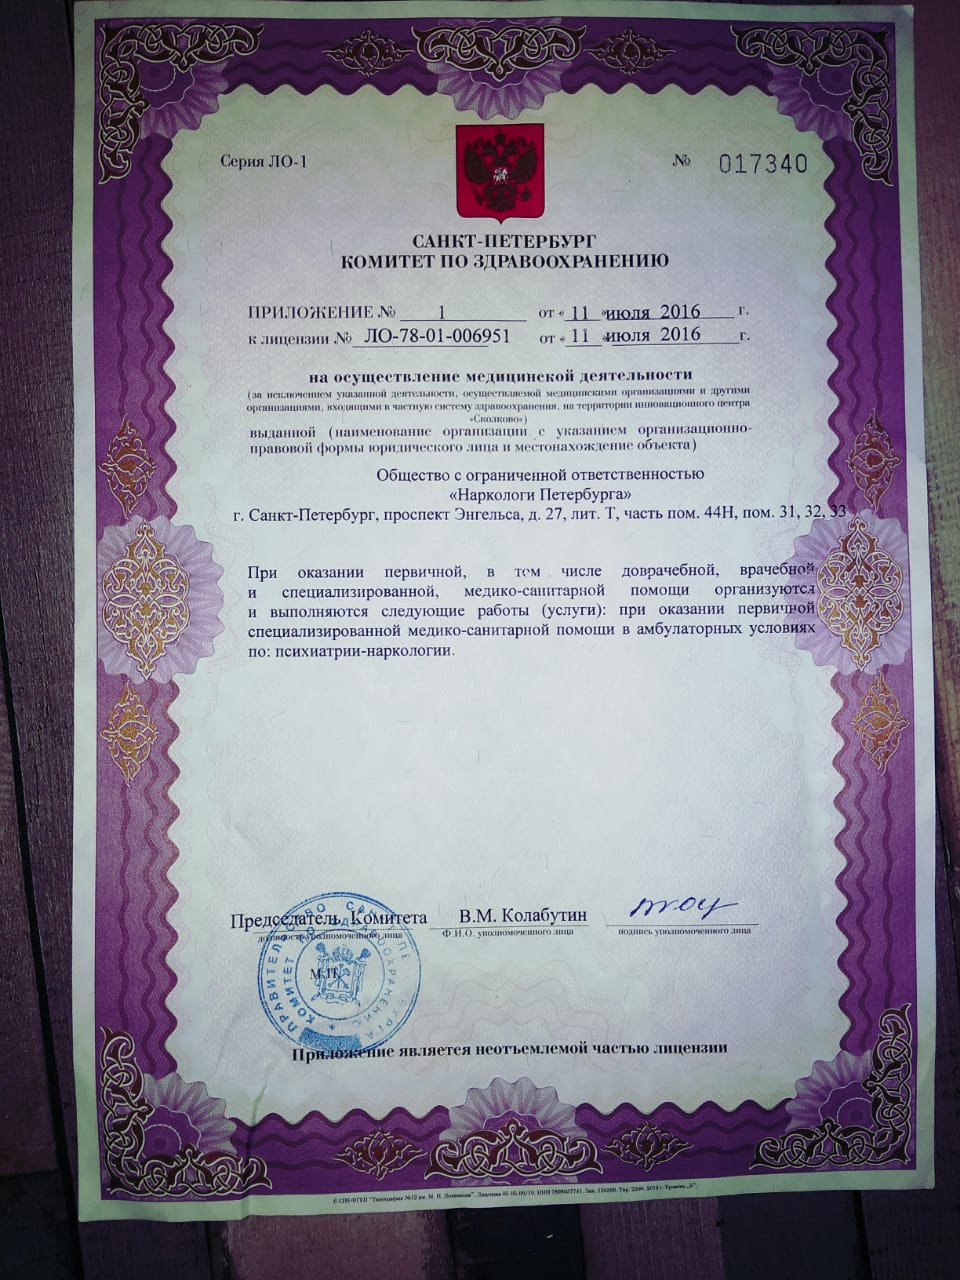 Серия ЛО-1
№ 017340
САНКТ-ПЕТЕРБУРГ
КОМИТЕТ ПО ЗДРАВООХРАНЕНИЮ
ПРИЛОЖЕНИЕ № 1 от « 11 » июля 2016 г.
к лицензии № ЛО-78-01-006951 от « 11 » июля 2016 г.
на осуществление медицинской деятельности
(за исключением указанной деятельности, осуществляемой медицинскими организациями и другими
организациями, входящими в частную систему здравоохранения, на территории инновационного центра
«Сколково»)
выданной (наименование организации с указанием организационно-
правовой формы юридического лица и местонахождение объекта)
Общество с ограниченной ответственностью
«Наркологи Петербурга»
г. Санкт-Петербург, проспект Энгельса, д. 27, лит. Т, часть пом. 44Н, пом. 31, 32, 33
При оказании первичной, в том числе доврачебной, врачебной
и специализированной, медико-санитарной помощи организуются
и выполняются следующие работы (услуги): при оказании первичной
специализированной медико-санитарной помощи в амбулаторных условиях
по: психиатрии-наркологии.
Председатель Комитета В.М. Колабутин
должность уполномоченного лица Ф.И.О. уполномоченного лица подпись уполномоченного лица
М.П.
ПРАВИТЕЛЬСТВО САНКТ-ПЕТЕРБУРГА
КОМИТЕТ ПО ЗДРАВООХРАНЕНИЮ
Приложение является неотъемлемой частью лицензии